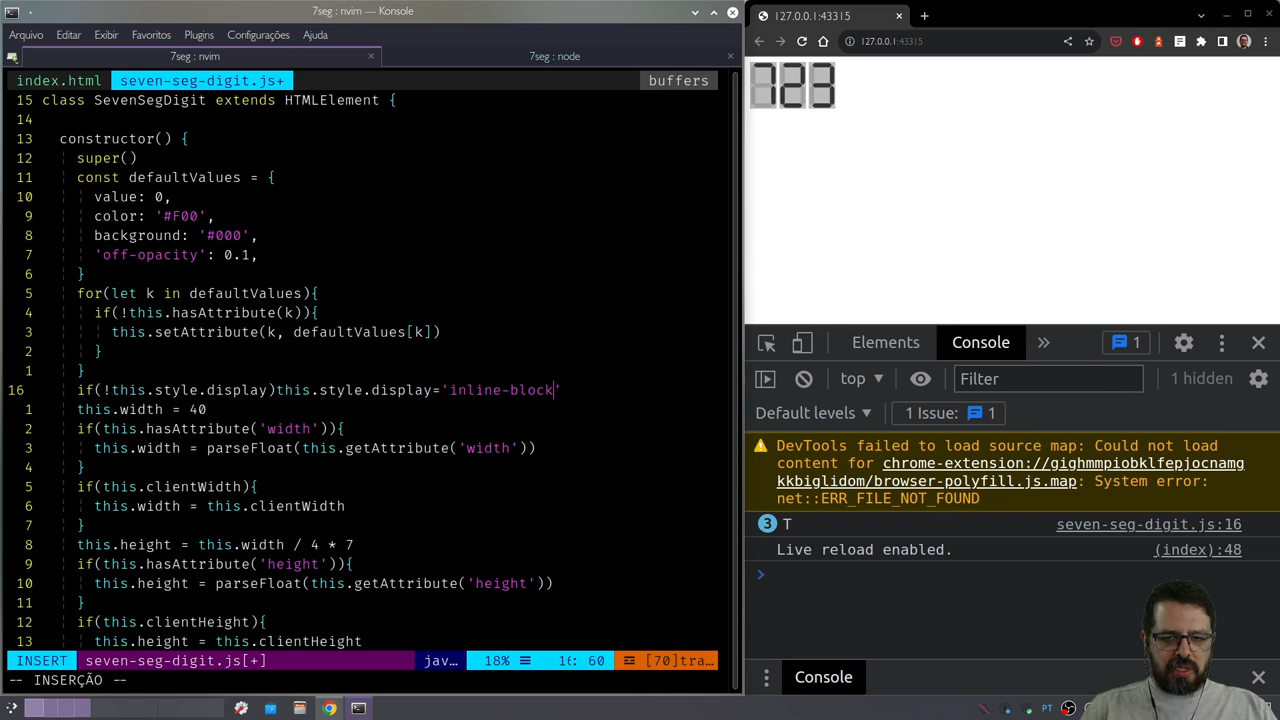 7seg : nvim — Konsole
Arquivo Editar Exibir Favoritos Plugins Configurações Ajuda
7seg : nvim
7seg : node
index.html seven-seg-digit.js+ buffers
15 class SevenSegDigit extends HTMLElement {
14
13 constructor() {
12 super()
11 const defaultValues = {
10 value: 0,
9 color: '#F00',
8 background: '#000',
7 'off-opacity': 0.1,
6 }
5 for(let k in defaultValues){
4 if(!this.hasAttribute(k)){
3 this.setAttribute(k, defaultValues[k])
2 }
1 }
16 if(!this.style.display)this.style.display='inline-block'
1 this.width = 40
2 if(this.hasAttribute('width')){
3 this.width = parseFloat(this.getAttribute('width'))
4 }
5 if(this.clientWidth){
6 this.width = this.clientWidth
7 }
8 this.height = this.width / 4 * 7
9 if(this.hasAttribute('height')){
10 this.height = parseFloat(this.getAttribute('height'))
11 }
12 if(this.clientHeight){
13 this.height = this.clientHeight
INSERT seven-seg-digit.js[+] jav… 18% 16: 60 [70]tra…
-- INSERÇÃO --
127.0.0.1:43315
127.0.0.1:43315
123
Elements Console 1
top Filter 1 hidden
Default levels 1 Issue: 1
DevTools failed to load source map: Could not load
content for chrome-extension://gighmmpiobklfepjocnamg
kkbiglidom/browser-polyfill.js.map: System error:
net::ERR_FILE_NOT_FOUND
3 T seven-seg-digit.js:16
Live reload enabled. (index):48
Console
PT